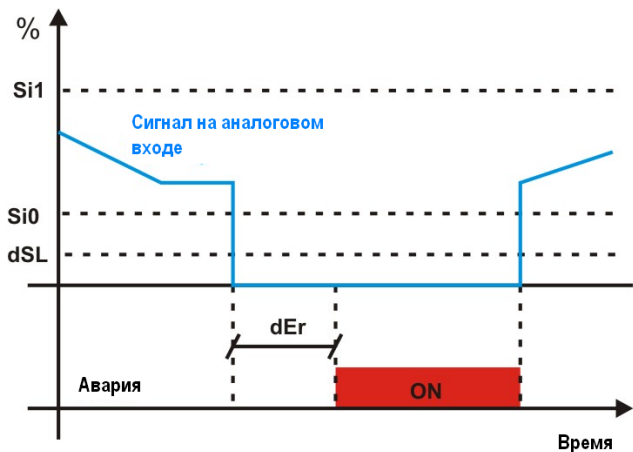 %
Si1
Сигнал на аналоговом
входе
Si0
dSL
dEr
Авария
ON
Время